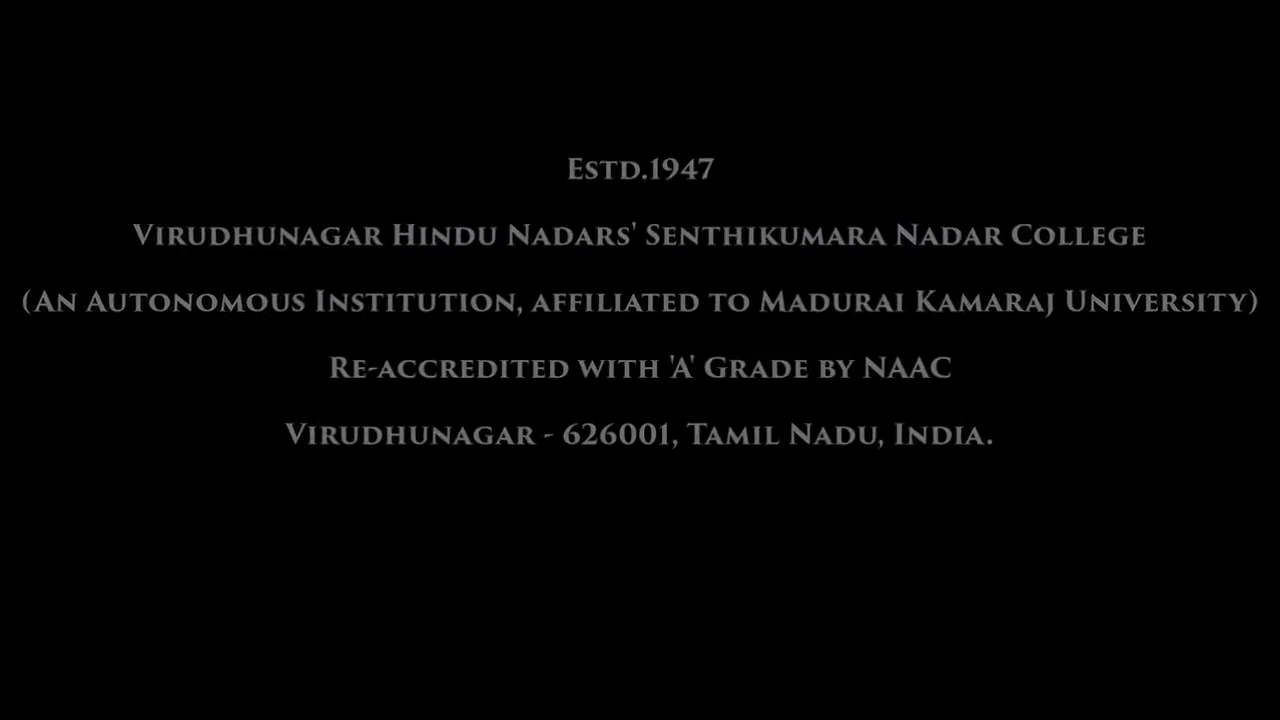 Estd.1947
Virudhunagar Hindu Nadars' Senthikumara Nadar College
(An Autonomous Institution, affiliated to Madurai Kamaraj University)
Re-accredited with 'A' Grade by NAAC
Virudhunagar - 626001, Tamil Nadu, India.